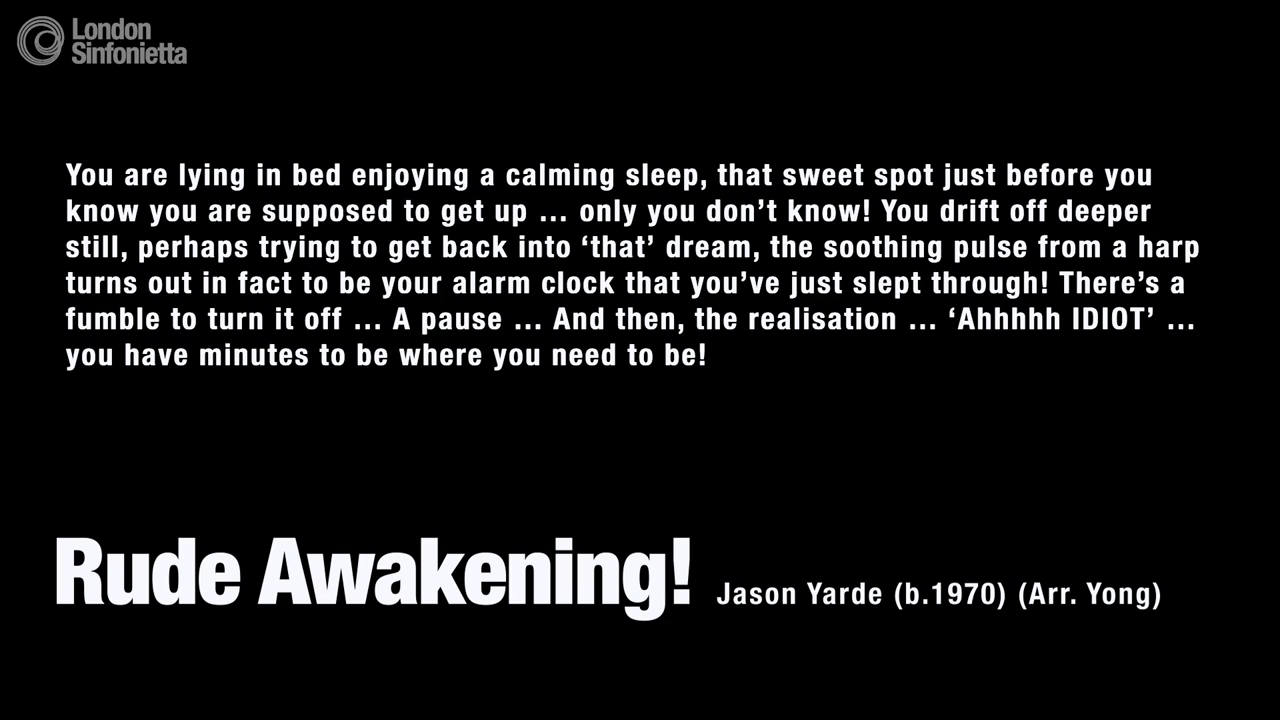 London
Sinfonietta
You are lying in bed enjoying a calming sleep, that sweet spot just before you
know you are supposed to get up ... only you don’t know! You drift off deeper
still, perhaps trying to get back into ‘that’ dream, the soothing pulse from a harp
turns out in fact to be your alarm clock that you’ve just slept through! There’s a
fumble to turn it off ... A pause ... And then, the realisation ... ‘Ahhhhh IDIOT’ ...
you have minutes to be where you need to be!
Rude Awakening! Jason Yarde (b.1970) (Arr. Yong)